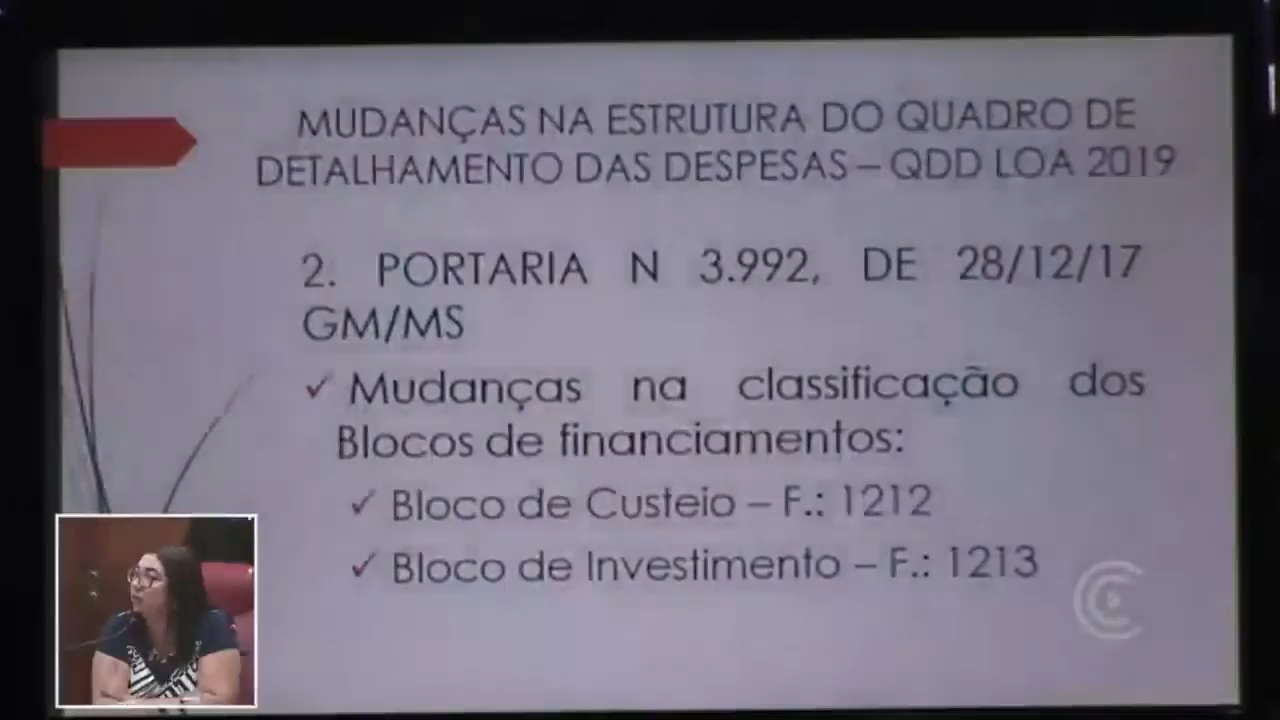 MUDANÇAS NA ESTRUTURA DO QUADRO DE
DETALHAMENTO DAS DESPESAS – QDD LOA 2019
2. PORTARIA N 3.992, DE 28/12/17
GM/MS
✓ Mudanças na classificação dos
Blocos de financiamentos:
✓ Bloco de Custeio – F.: 1212
✓ Bloco de Investimento – F.: 1213